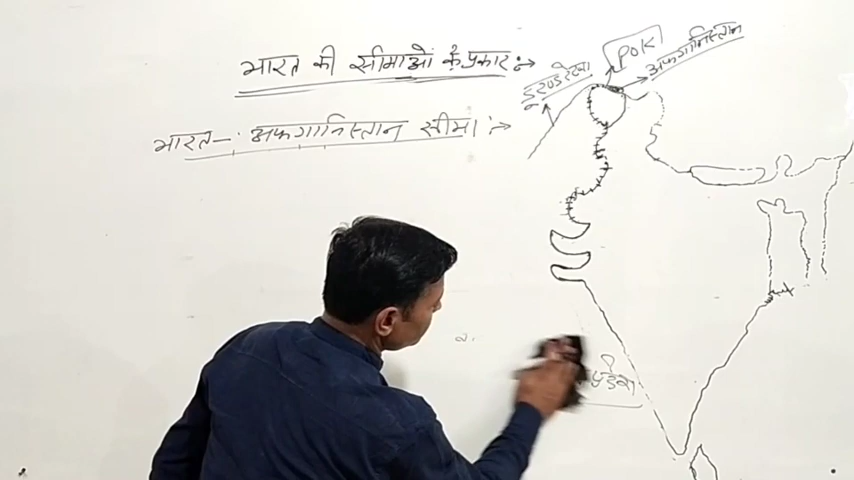 भारत की सीमाओं के प्रकार :→
डूरण्ड रेखा
POK
अफगानिस्तान
भारत - अफगानिस्तान सीमा :→